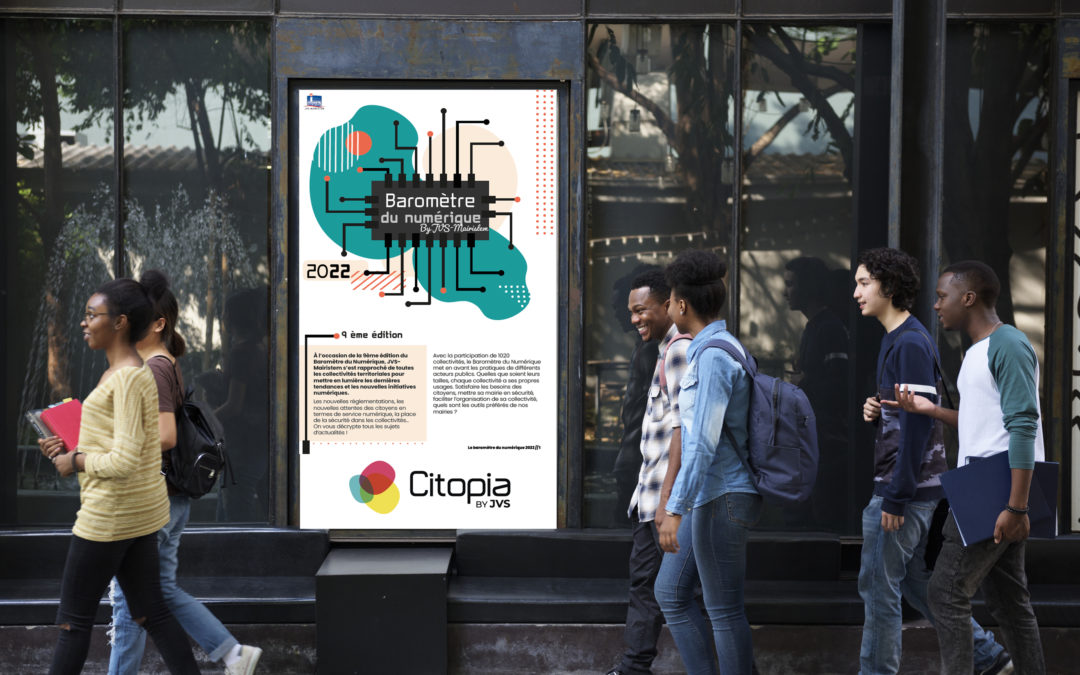 Baromètre
du numérique
By JVS-Mairistem
2022
9 ème édition
À l'occasion de la 9ème édition du
Baromètre du Numérique, JVS-
Mairistem s'est rapproché de toutes
les collectivités territoriales pour
mettre en lumière les dernières
tendances et les nouvelles initiatives
numériques.
Les nouvelles réglementations, les
nouvelles attentes des citoyens en
termes de service numérique, la place
de la sécurité dans les collectivités...
On vous décrypte tous les sujets
d'actualités !
Avec la participation de 1020
collectivités, le Baromètre du Numérique
met en avant les pratiques de différents
acteurs publics. Quelles que soient leurs
tailles, chaque collectivité a ses propres
usages. Satisfaire les besoins des
citoyens, mettre sa mairie en sécurité,
faciliter l'organisation de sa collectivité,
quels sont les outils préférés de nos
maires ?
Le baromètre du numérique 2022 // 1
Citopia
BY JVS